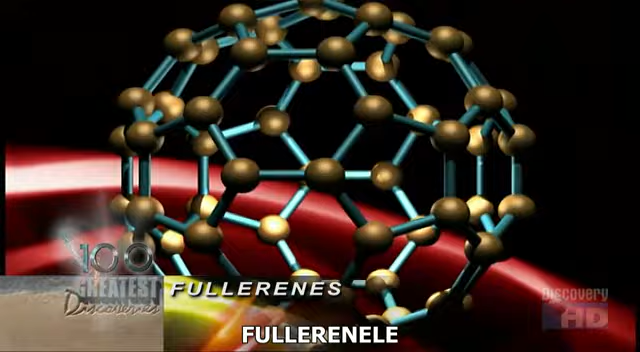 100
GREATEST
Discoveries
FULLERENES
Discovery
HD
FULLERENELE